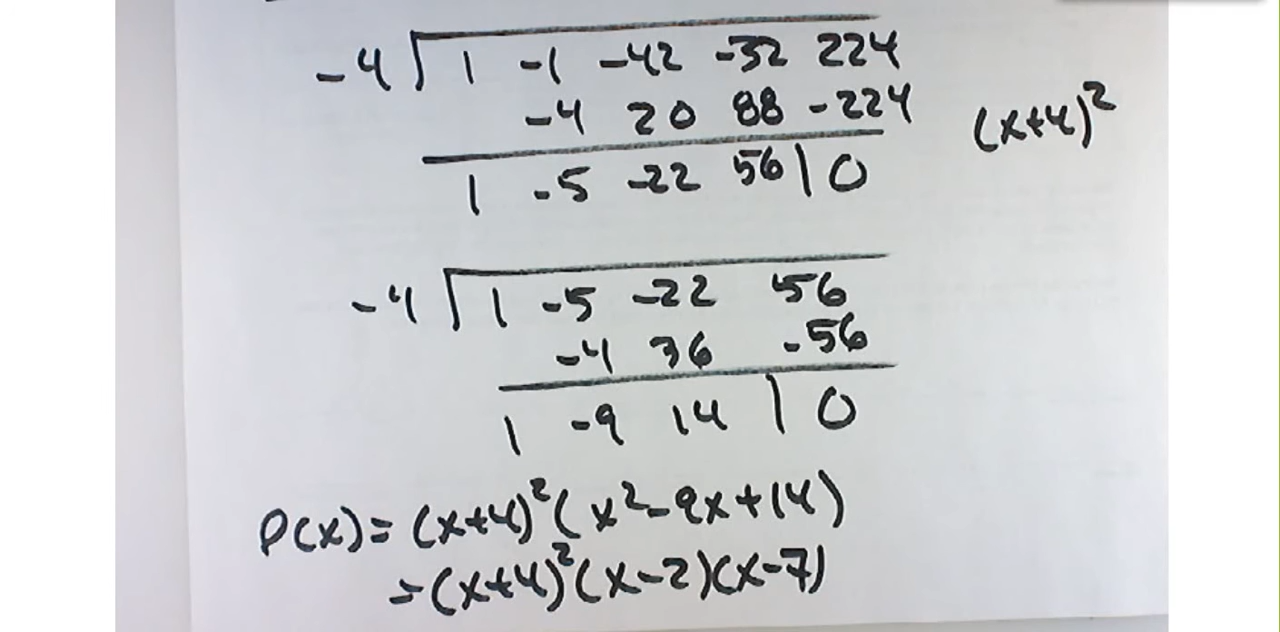 -4 1 -1 -42 -32 224
-4 20 88 -224
(x+4)²
1 -5 -22 56 | 0
-4 1 -5 -22 56
-4 36 -56
1 -9 14 | 0
P(x) = (x+4)²(x²-9x+14)
= (x+4)²(x-2)(x-7)